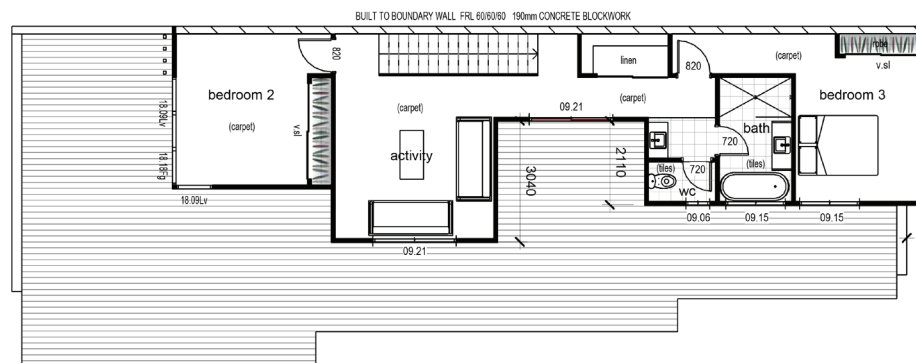 BUILT TO BOUNDARY WALL FRL 60/60/60 190mm CONCRETE BLOCKWORK
820
linen
820
(carpet)
robe
v.sl
bedroom 2
(carpet)
v.sl
18.09Lv
18.18Fg
18.09Lv
(carpet)
activity
09.21
(carpet)
09.21
3040
2110
bath
720
(tiles)
720
(tiles)
wc
09.06
09.15
bedroom 3
09.15